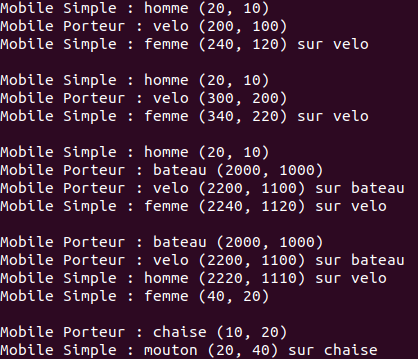 Mobile Simple : homme (20, 10)
Mobile Porteur : velo (200, 100)
Mobile Simple : femme (240, 120) sur velo
Mobile Simple : homme (20, 10)
Mobile Porteur : velo (300, 200)
Mobile Simple : femme (340, 220) sur velo
Mobile Simple : homme (20, 10)
Mobile Porteur : bateau (2000, 1000)
Mobile Porteur : velo (2200, 1100) sur bateau
Mobile Simple : femme (2240, 1120) sur velo
Mobile Porteur : bateau (2000, 1000)
Mobile Porteur : velo (2200, 1100) sur bateau
Mobile Simple : homme (2220, 1110) sur velo
Mobile Simple : femme (40, 20)
Mobile Porteur : chaise (10, 20)
Mobile Simple : mouton (20, 40) sur chaise